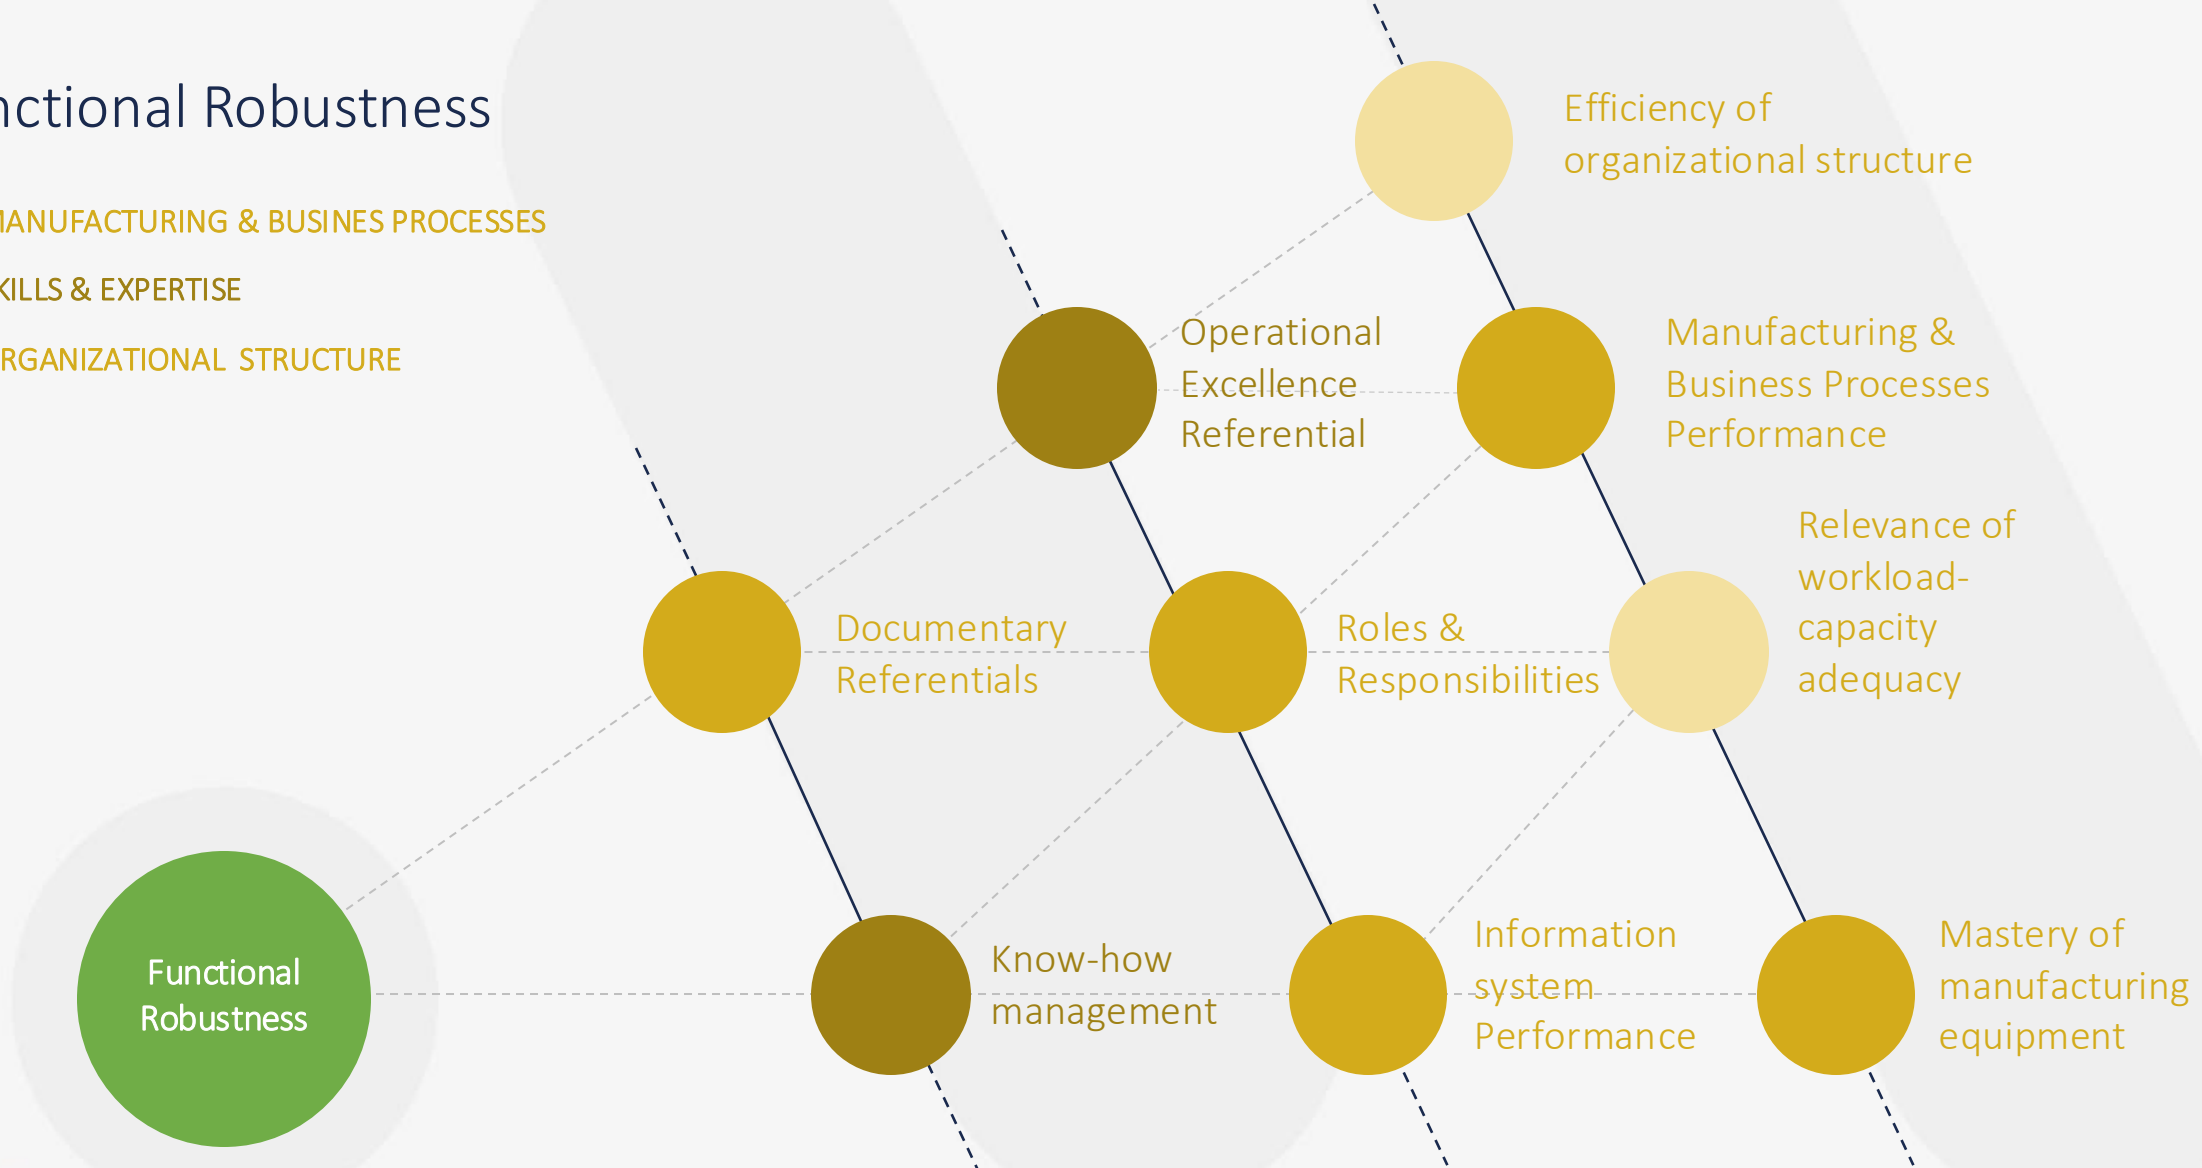 nctional Robustness
MANUFACTURING & BUSINES PROCESSES
KILLS & EXPERTISE
RGANIZATIONAL STRUCTURE
Efficiency of
organizational structure
Operational
Excellence
Referential
Manufacturing &
Business Processes
Performance
Documentary
Referentials
Roles &
Responsibilities
Relevance of
workload-
capacity
adequacy
Functional
Robustness
Know-how
management
Information
system
Performance
Mastery of
manufacturing
equipment